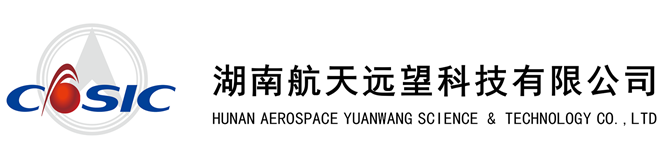 CASIC
湖南航天远望科技有限公司
HUNAN AEROSPACE YUANWANG SCIENCE & TECHNOLOGY CO.,LTD